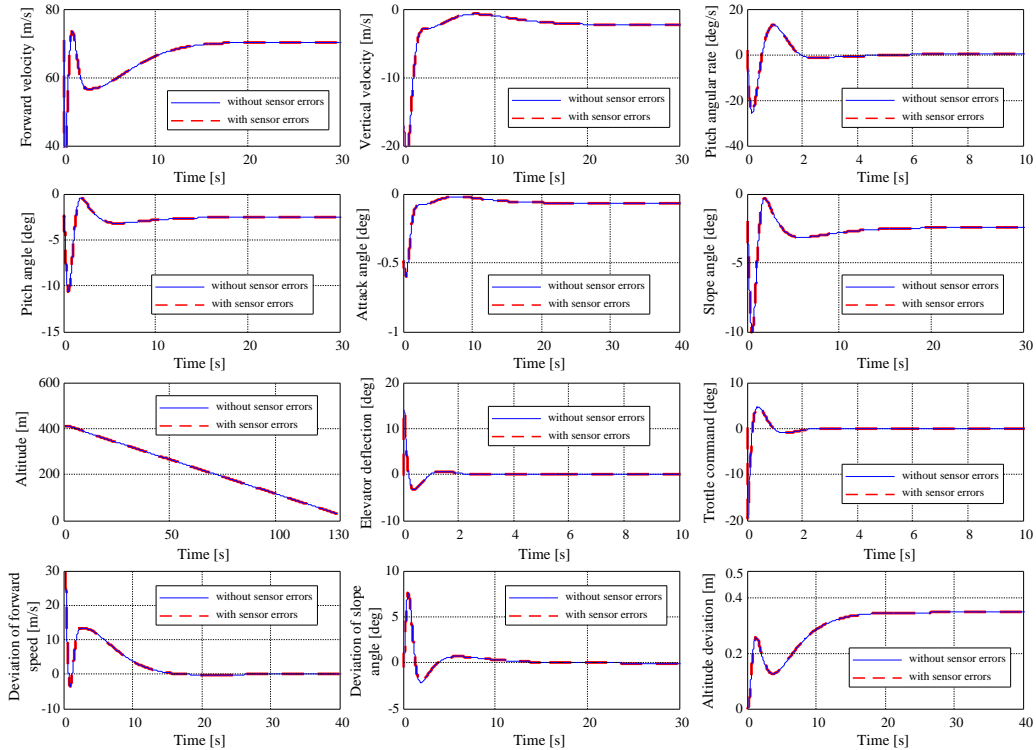 Forward velocity [m/s]
80
60
40
without sensor errors
with sensor errors
0 10 20 30
Time [s]
Vertical velocity [m/s]
0
-10
-20
without sensor errors
with sensor errors
0 10 20 30
Time [s]
Pitch angular rate [deg/s]
20
0
-20
-40
without sensor errors
with sensor errors
0 2 4 6 8 10
Time [s]
Pitch angle [deg]
0
-5
-10
-15
without sensor errors
with sensor errors
0 10 20 30
Time [s]
Attack angle [deg]
0
-0.5
-1
without sensor errors
with sensor errors
0 10 20 30 40
Time [s]
Slope angle [deg]
0
-5
-10
without sensor errors
with sensor errors
0 10 20 30
Time [s]
Altitude [m]
600
400
200
0
without sensor errors
with sensor errors
0 50 100 130
Time [s]
Elevator deflection [deg]
20
10
0
-10
without sensor errors
with sensor errors
0 2 4 6 8 10
Time [s]
Trottle command [deg]
10
0
-10
-20
without sensor errors
with sensor errors
0 2 4 6 8 10
Time [s]
Deviation of forward
speed [m/s]
30
20
10
0
-10
without sensor errors
with sensor errors
0 10 20 30 40
Time [s]
Deviation of slope
angle [deg]
10
5
0
-5
without sensor errors
with sensor errors
0 10 20 30
Time [s]
Altitude deviation [m]
0.5
0.4
0.2
0
without sensor errors
with sensor errors
0 10 20 30 40
Time [s]